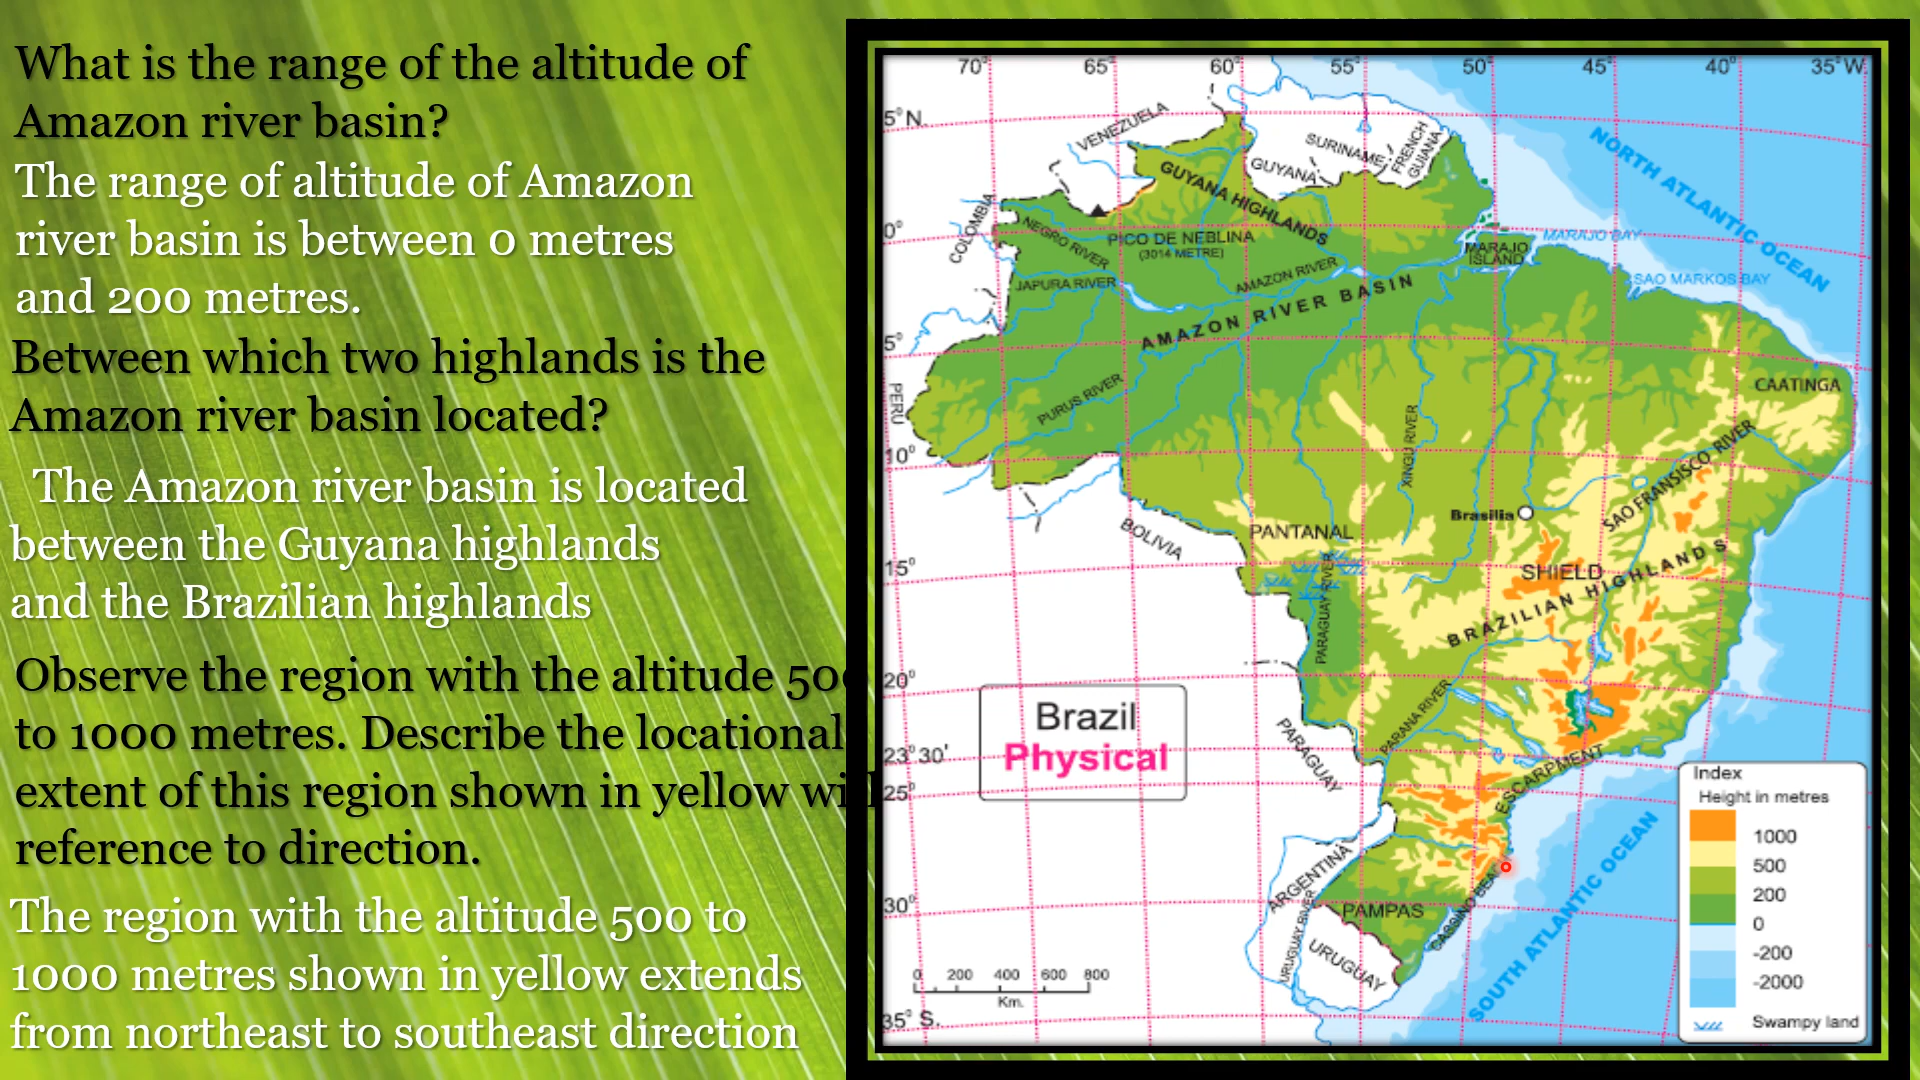 What is the range of the altitude of
Amazon river basin?
The range of altitude of Amazon
river basin is between 0 metres
and 200 metres.
Between which two highlands is the
Amazon river basin located?
The Amazon river basin is located
between the Guyana highlands
and the Brazilian highlands
Observe the region with the altitude 500
to 1000 metres. Describe the locational
extent of this region shown in yellow with
reference to direction.
The region with the altitude 500 to
1000 metres shown in yellow extends
from northeast to southeast direction
70° 65° 60° 55° 50° 45° 40° 35° W.
5° N.
0°
5°
10°
15°
20°
23° 30'
25°
30°
35° S.
VENEZUELA
COLOMBIA
GUYANA
SURINAME
FRENCH
GUIANA
GUYANA HIGHLANDS
NORTH ATLANTIC OCEAN
NEGRO RIVER
PICO DE NEBLINA
(3014 METRE)
JAPURA RIVER
AMAZON RIVER
AMAZON RIVER BASIN
MARAJO
ISLAND
MARAJO BAY
SAO MARKOS BAY
PERU
PURUS RIVER
XINGU RIVER
CAATINGA
SAO FRANSISCO RIVER
Brasilia
BOLIVIA
PANTANAL
SHIELD
BRAZILIAN HIGHLANDS
PARAGUAY RIVER
PARANA RIVER
PARAGUAY
ESCARPMENT
ARGENTINA
URUGUAY RIVER
PAMPAS
URUGUAY
CASSINO BEA
SOUTH ATLANTIC OCEAN
Brazil
Physical
0 200 400 600 800
Km.
Index
Height in metres
1000
500
200
0
-200
-2000
Swampy land